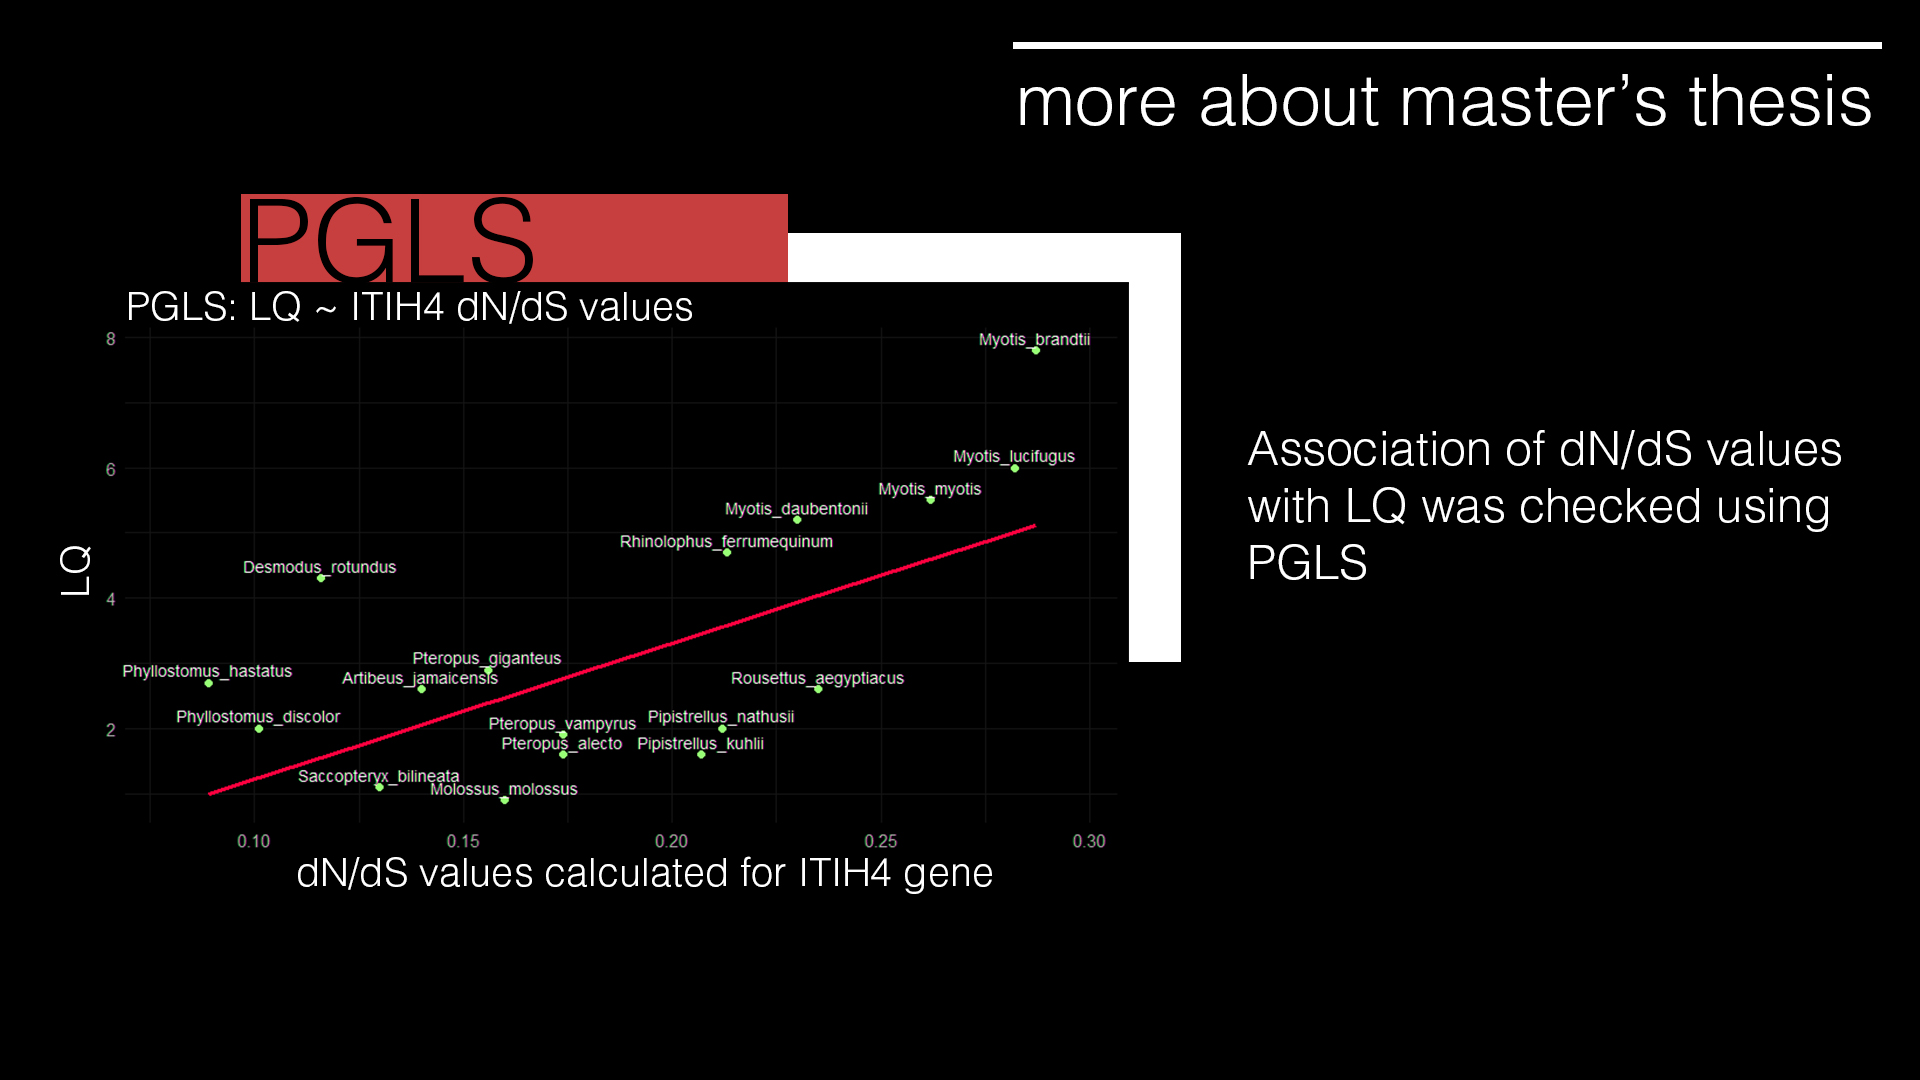 more about master’s thesis
PGLS
PGLS: LQ ~ ITIH4 dN/dS values
8
Myotis_brandtii
Myotis_lucifugus
6
Myotis_myotis
Myotis_daubentonii
Rhinolophus_ferrumequinum
Desmodus_rotundus
LQ
4
Pteropus_giganteus
Phyllostomus_hastatus
Artibeus_jamaicensis
Rousettus_aegyptiacus
Phyllostomus_discolor
Pteropus_vampyrus
Pipistrellus_nathusii
2
Pteropus_alecto
Pipistrellus_kuhlii
Saccopteryx_bilineata
Molossus_molossus
0.10 0.15 0.20 0.25 0.30
dN/dS values calculated for ITIH4 gene
Association of dN/dS values
with LQ was checked using
PGLS